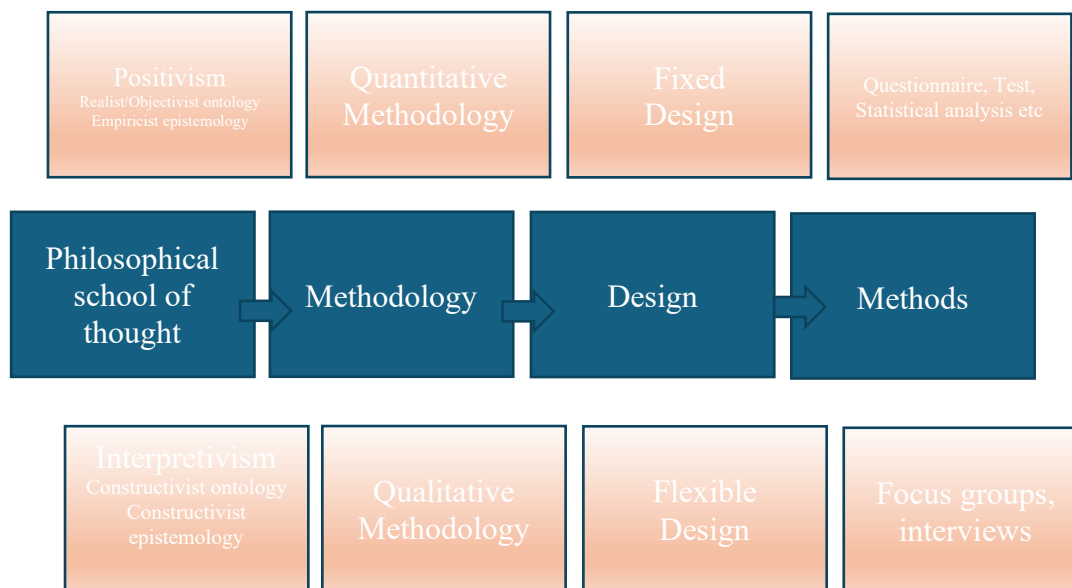 Positivism
Realist/Objectivist ontology
Empiricist epistemology
Quantitative
Methodology
Fixed
Design
Questionnaire, Test,
Statistical analysis etc
Philosophical
school of
thought
Methodology
Design
Methods
Interpretivism
Constructivist ontology
Constructivist
epistemology
Qualitative
Methodology
Flexible
Design
Focus groups,
interviews